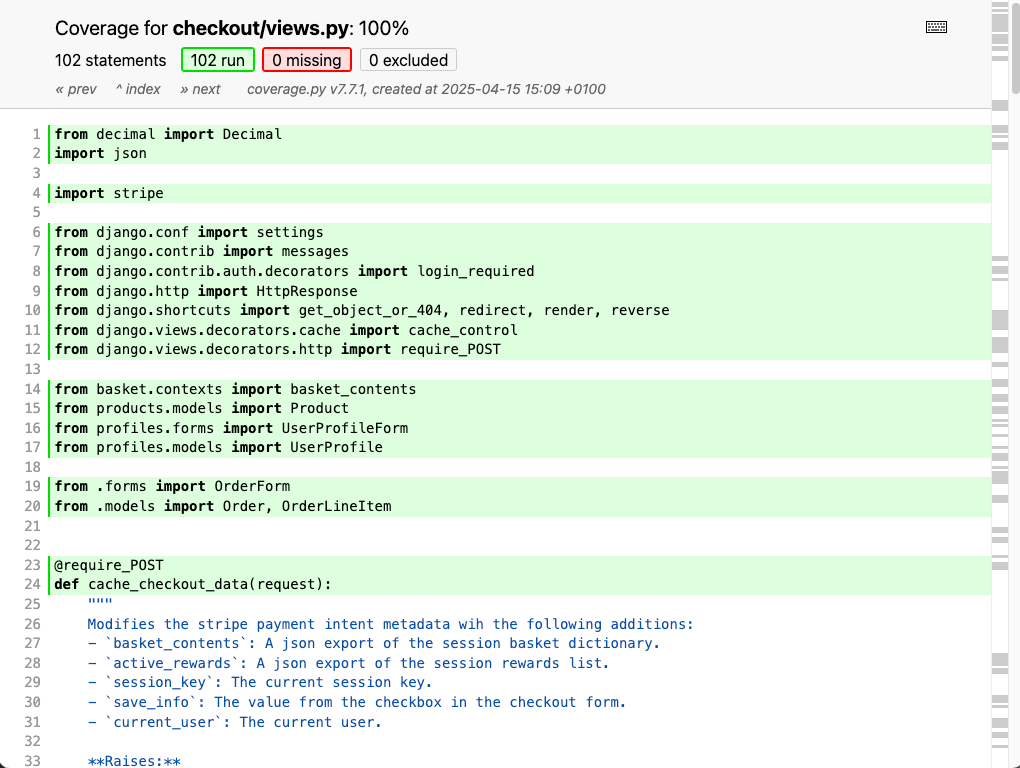 Coverage for checkout/views.py: 100%
102 statements 102 run 0 missing 0 excluded
« prev ^ index » next coverage.py v7.7.1, created at 2025-04-15 15:09 +0100
1 from decimal import Decimal
2 import json
3
4 import stripe
5
6 from django.conf import settings
7 from django.contrib import messages
8 from django.contrib.auth.decorators import login_required
9 from django.http import HttpResponse
10 from django.shortcuts import get_object_or_404, redirect, render, reverse
11 from django.views.decorators.cache import cache_control
12 from django.views.decorators.http import require_POST
13
14 from basket.contexts import basket_contents
15 from products.models import Product
16 from profiles.forms import UserProfileForm
17 from profiles.models import UserProfile
18
19 from .forms import OrderForm
20 from .models import Order, OrderLineItem
21
22
23 @require_POST
24 def cache_checkout_data(request):
25     """
26     Modifies the stripe payment intent metadata wih the following additions:
27     - `basket_contents`: A json export of the session basket dictionary.
28     - `active_rewards`: A json export of the session rewards list.
29     - `session_key`: The current session key.
30     - `save_info`: The value from the checkbox in the checkout form.
31     - `current_user`: The current user.
32
33     **Raises:**